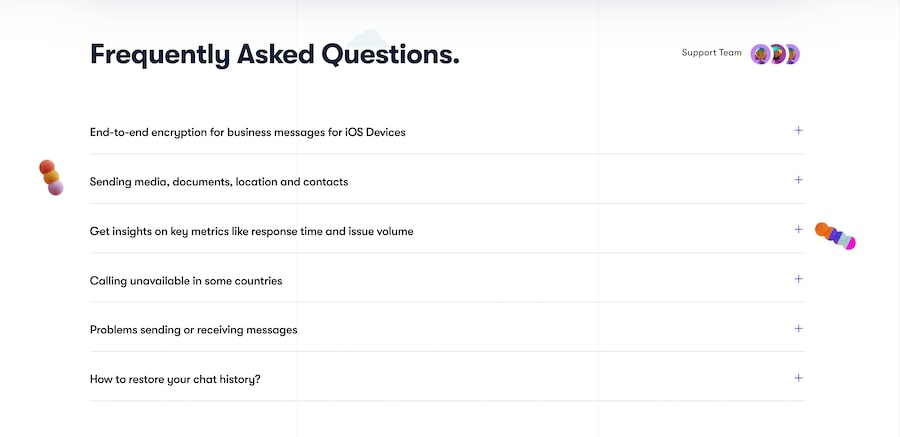 Frequently Asked Questions.
Support Team
End-to-end encryption for business messages for iOS Devices
Sending media, documents, location and contacts
Get insights on key metrics like response time and issue volume
Calling unavailable in some countries
Problems sending or receiving messages
How to restore your chat history?